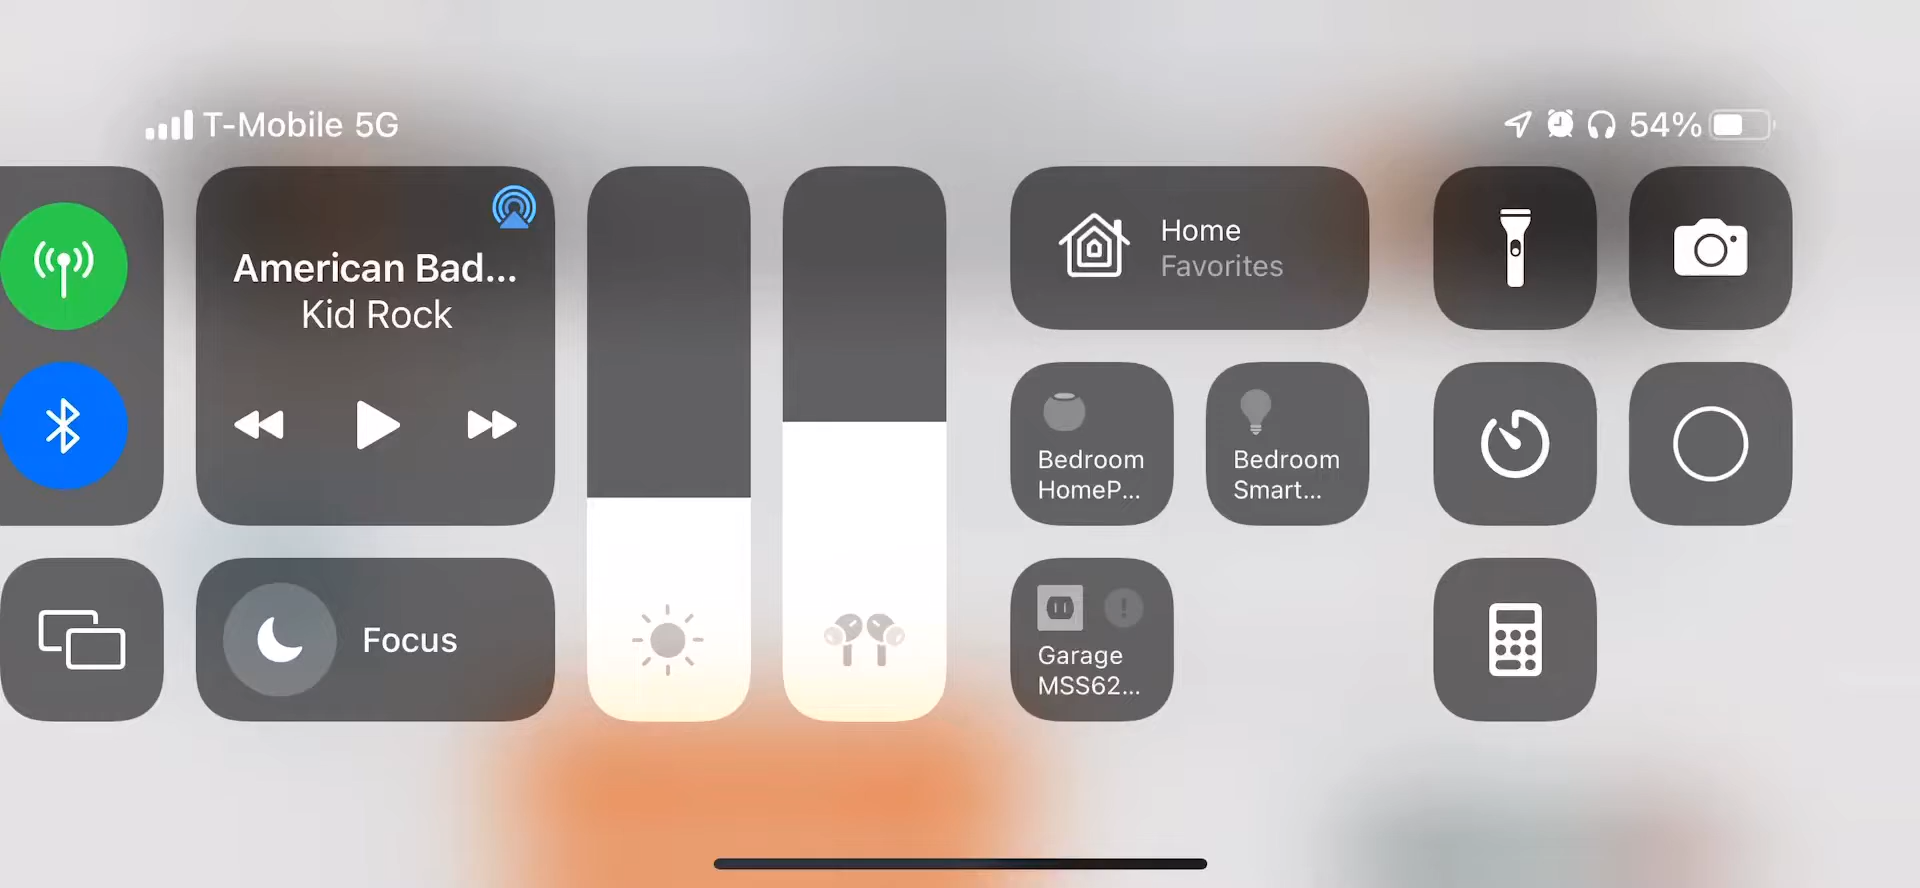 T-Mobile 5G
54%
American Bad...
Kid Rock
Home
Favorites
Bedroom
HomeP...
Bedroom
Smart...
Focus
Garage
MSS62...